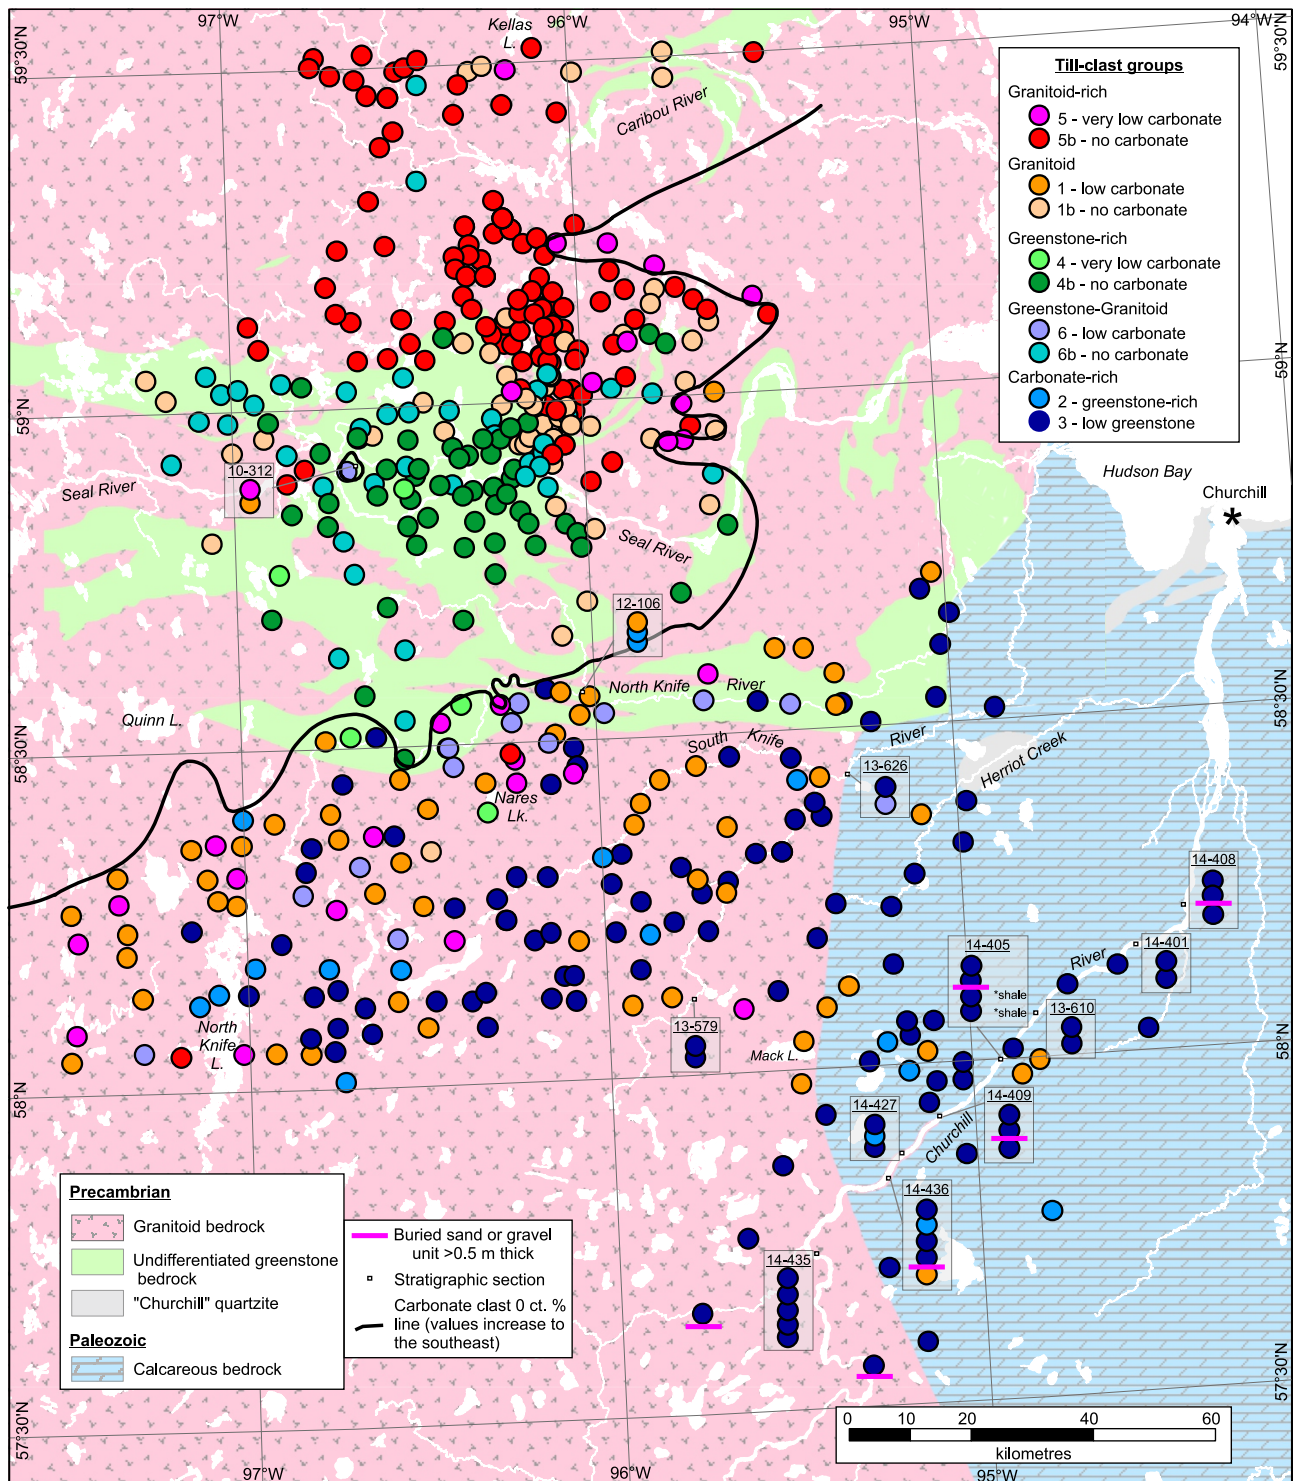 97°W
96°W
95°W
94°W
59°30'N
59°30'N
Kellas
L.
Caribou River
Till-clast groups
Granitoid-rich
5 - very low carbonate
5b - no carbonate
Granitoid
1 - low carbonate
1b - no carbonate
Greenstone-rich
4 - very low carbonate
4b - no carbonate
Greenstone-Granitoid
6 - low carbonate
6b - no carbonate
Carbonate-rich
2 - greenstone-rich
3 - low greenstone
59°N
59°N
Hudson Bay
Churchill
*
10-312
Seal River
Seal River
12-106
North Knife River
Quinn L.
58°30'N
58°30'N
South Knife River
Herriot Creek
13-626
Nares
Lk.
14-408
14-405
*shale
*shale
River
14-401
13-610
North
Knife
L.
13-579
Mack L.
58°N
58°N
14-427
14-409
Churchill
14-436
14-435
Precambrian
Granitoid bedrock
Undifferentiated greenstone
bedrock
"Churchill" quartzite
Paleozoic
Calcareous bedrock
Buried sand or gravel
unit >0.5 m thick
Stratigraphic section
Carbonate clast 0 ct. %
line (values increase to
the southeast)
57°30'N
57°30'N
0 10 20 40 60
kilometres
97°W
96°W
95°W